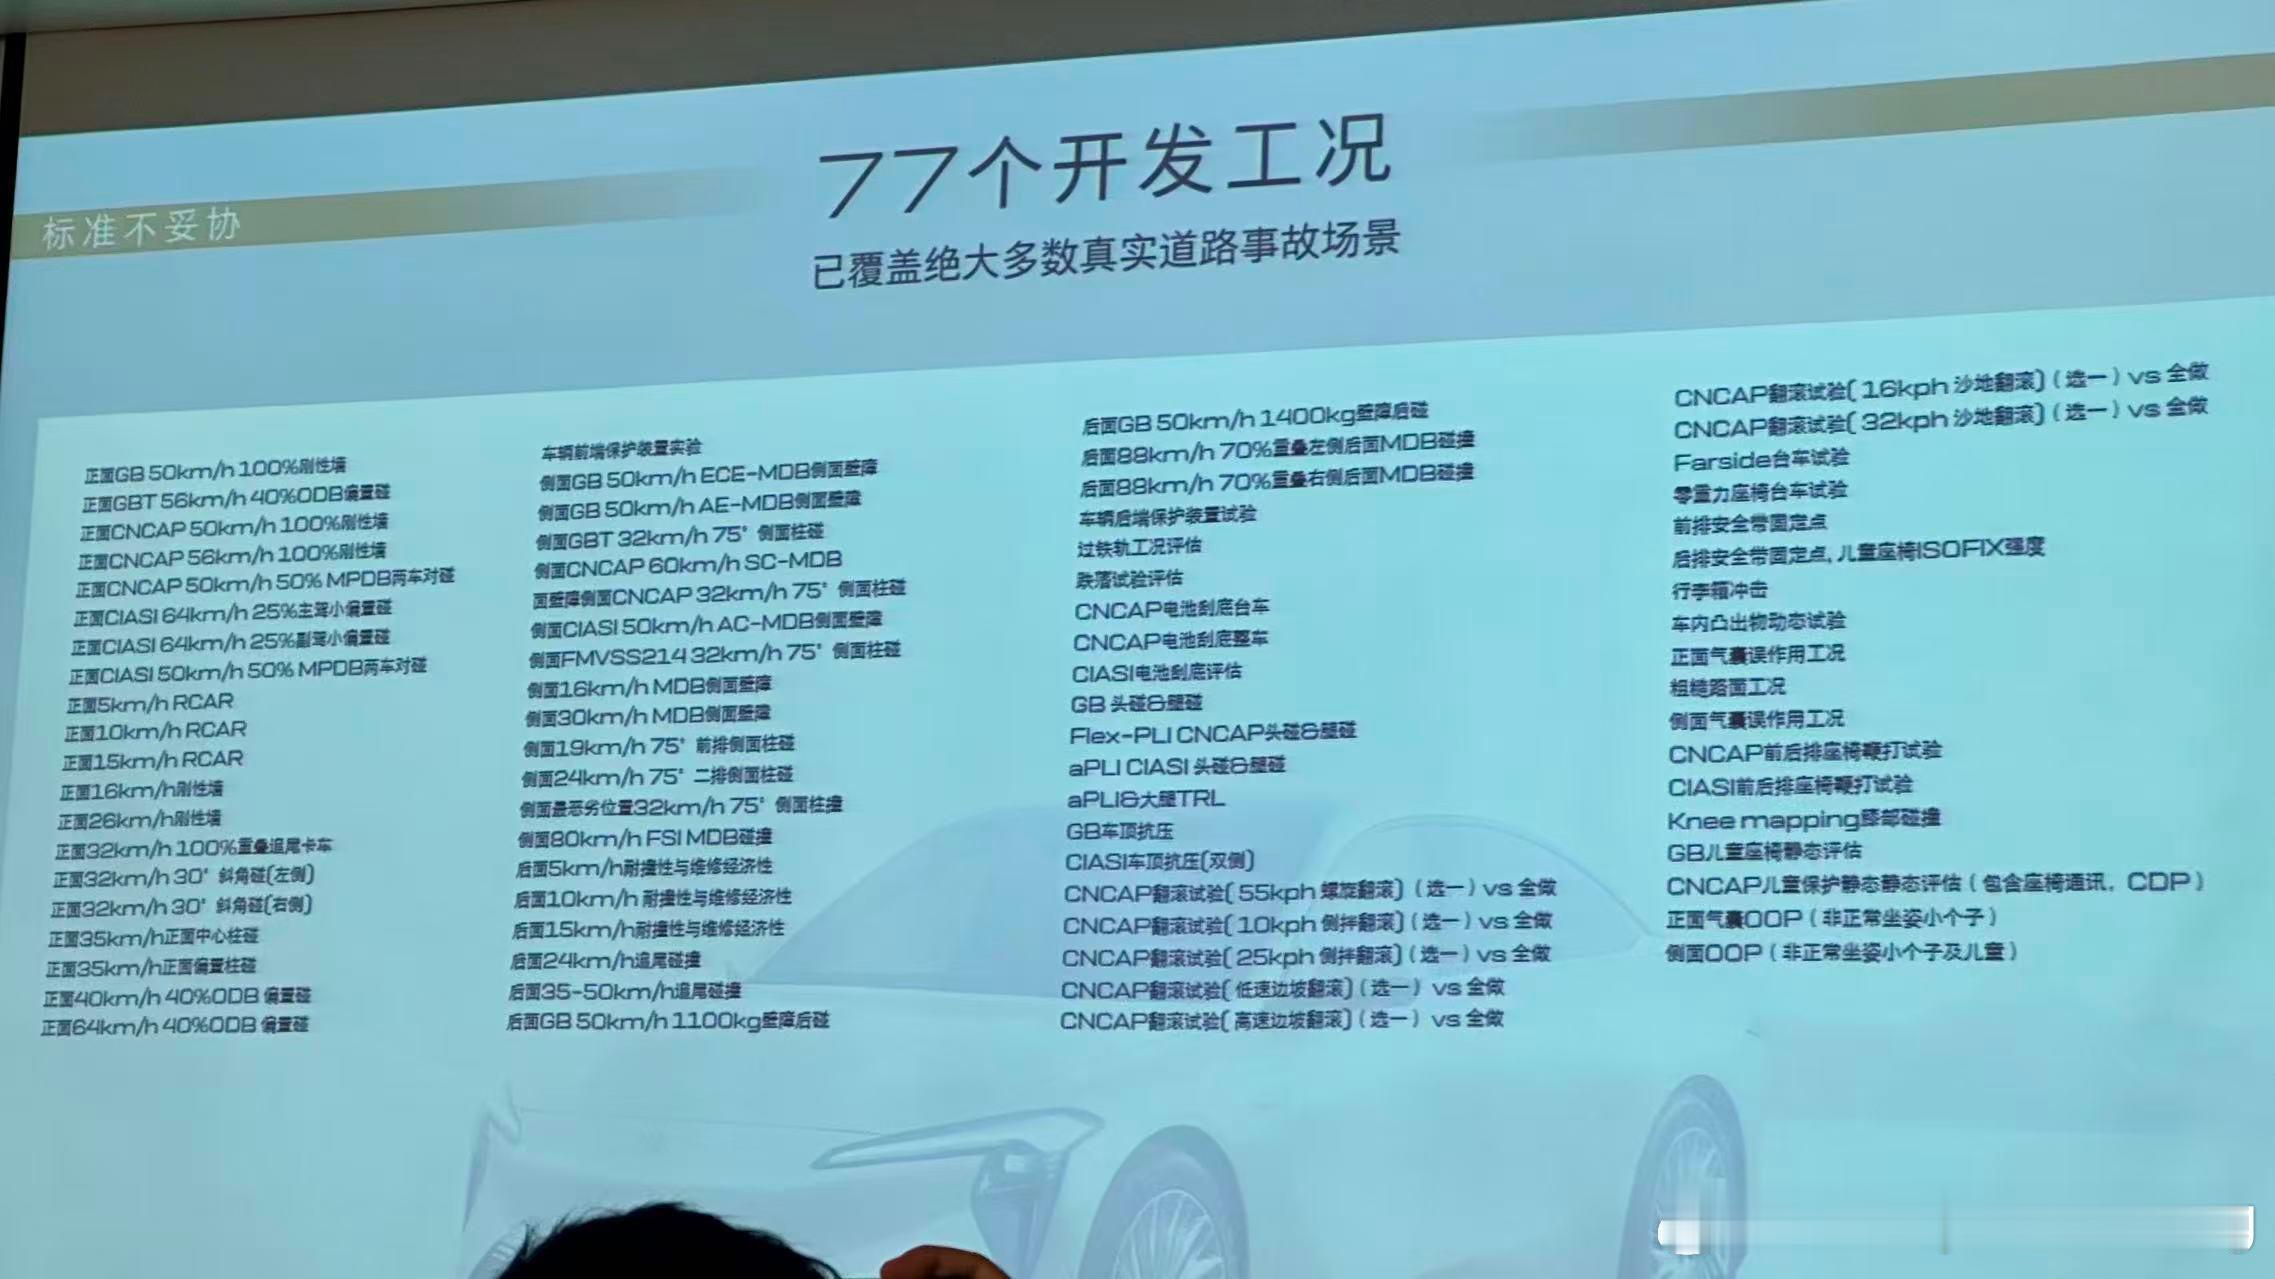 77个开发工况
标准不妥协
已覆盖绝大多数真实道路事故场景
正面GB 50km/h 100%刚性墙
正面GBT 56km/h 40%ODB偏置碰
正面CNCAP 50km/h 100%刚性墙
正面CNCAP 56km/h 100%刚性墙
正面CNCAP 50km/h 50% MPDB两车对碰
正面CIASI 64km/h 25%主驾小偏置碰
正面CIASI 64km/h 25%副驾小偏置碰
正面CIASI 50km/h 50% MPDB两车对碰
正面5km/h RCAR
正面10km/h RCAR
正面15km/h RCAR
正面16km/h刚性墙
正面26km/h刚性墙
正面32km/h 100%重叠追尾卡车
正面32km/h 30° 斜角碰(左侧)
正面32km/h 30° 斜角碰(右侧)
正面35km/h正面中心柱碰
正面35km/h正面偏置柱碰
正面40km/h 40%ODB 偏置碰
正面64km/h 40%ODB 偏置碰
车辆前端保护装置实验
侧面GB 50km/h ECE-MDB侧面壁障
侧面GB 50km/h AE-MDB侧面壁障
侧面GBT 32km/h 75° 侧面柱碰
侧面CNCAP 60km/h SC-MDB
面壁障侧面CNCAP 32km/h 75° 侧面柱碰
侧面CIASI 50km/h AC-MDB侧面壁障
侧面FMVSS214 32km/h 75° 侧面柱碰
侧面16km/h MDB侧面壁障
侧面30km/h MDB侧面壁障
侧面19km/h 75° 前排侧面柱碰
侧面24km/h 75° 二排侧面柱碰
侧面最恶劣位置32km/h 75° 侧面柱撞
侧面80km/h FSI MDB碰撞
后面5km/h耐撞性与维修经济性
后面10km/h 耐撞性与维修经济性
后面15km/h耐撞性与维修经济性
后面24km/h追尾碰撞
后面35-50km/h追尾碰撞
后面GB 50km/h 1100kg壁障后碰
后面GB 50km/h 1400kg壁障后碰
后面88km/h 70%重叠左侧后面MDB碰撞
后面88km/h 70%重叠右侧后面MDB碰撞
车辆后端保护装置试验
过铁轨工况评估
跌落试验评估
CNCAP电池刮底台车
CNCAP电池刮底整车
CIASI电池刮底评估
GB 头碰&腿碰
Flex-PLI CNCAP头碰&腿碰
aPLI CIASI 头碰&腿碰
aPLI&大腿TRL
GB车顶抗压
CIASI车顶抗压(双侧)
CNCAP翻滚试验( 55kph 螺旋翻滚)（选一）vs 全做
CNCAP翻滚试验( 10kph 侧拌翻滚)（选一）vs 全做
CNCAP翻滚试验( 25kph 侧拌翻滚)（选一）vs 全做
CNCAP翻滚试验( 低速边坡翻滚)（选一） vs 全做
CNCAP翻滚试验( 高速边坡翻滚)（选一） vs 全做
CNCAP翻滚试验( 16kph 沙地翻滚)（选一）vs 全做
CNCAP翻滚试验( 32kph 沙地翻滚)（选一）vs 全做
Farside台车试验
零重力座椅台车试验
前排安全带固定点
后排安全带固定点, 儿童座椅ISOFIX强度
行李箱冲击
车内凸出物动态试验
正面气囊误作用工况
粗糙路面工况
侧面气囊误作用工况
CNCAP前后排座椅鞭打试验
CIASI前后排座椅鞭打试验
Knee mapping膝部碰撞
GB儿童座椅静态评估
CNCAP儿童保护静态静态评估（包含座椅通讯，CDP）
正面气囊OOP（非正常坐姿小个子）
侧面OOP（非正常坐姿小个子及儿童）